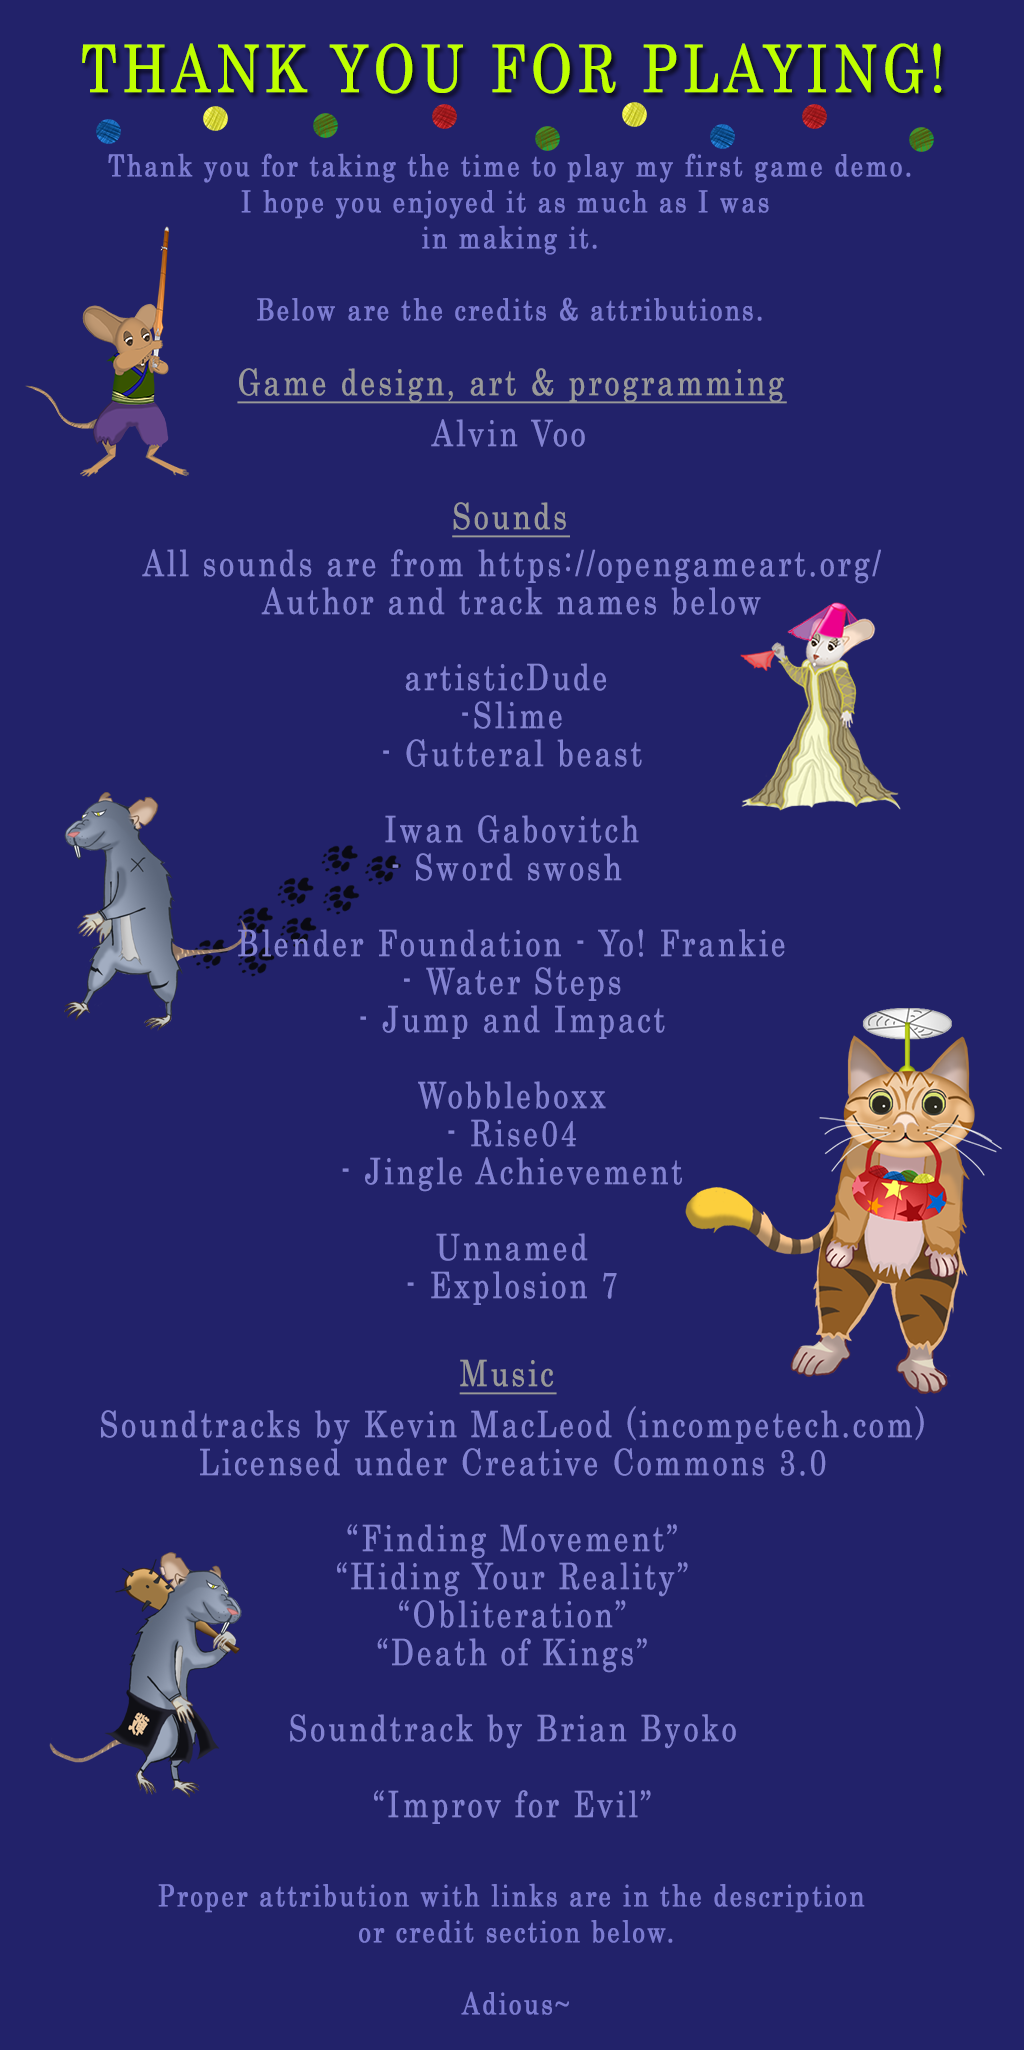 THANK YOU FOR PLAYING!
Thank you for taking the time to play my first game demo.
I hope you enjoyed it as much as I was
in making it.
Below are the credits & attributions.
Game design, art & programming
Alvin Voo
Sounds
All sounds are from https://opengameart.org/
Author and track names below
artisticDude
-Slime
- Gutteral beast
Iwan Gabovitch
- Sword swosh
Blender Foundation - Yo! Frankie
- Water Steps
- Jump and Impact
Wobbleboxx
- Rise04
- Jingle Achievement
Unnamed
- Explosion 7
Music
Soundtracks by Kevin MacLeod (incompetech.com)
Licensed under Creative Commons 3.0
“Finding Movement”
“Hiding Your Reality”
“Obliteration”
“Death of Kings”
Soundtrack by Brian Byoko
“Improv for Evil”
Proper attribution with links are in the description
or credit section below.
Adious~